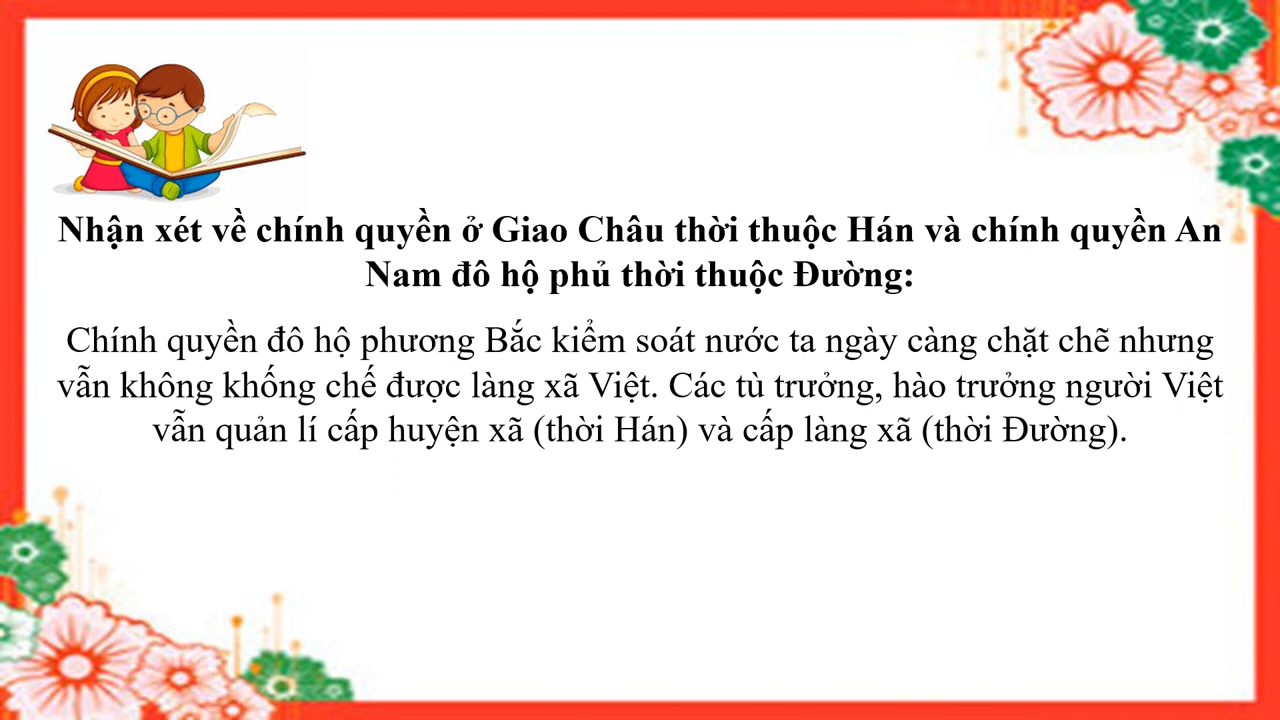 Nhận xét về chính quyền ở Giao Châu thời thuộc Hán và chính quyền An
Nam đô hộ phủ thời thuộc Đường:
Chính quyền đô hộ phương Bắc kiểm soát nước ta ngày càng chặt chẽ nhưng
vẫn không khống chế được làng xã Việt. Các tù trưởng, hào trưởng người Việt
vẫn quản lí cấp huyện xã (thời Hán) và cấp làng xã (thời Đường).